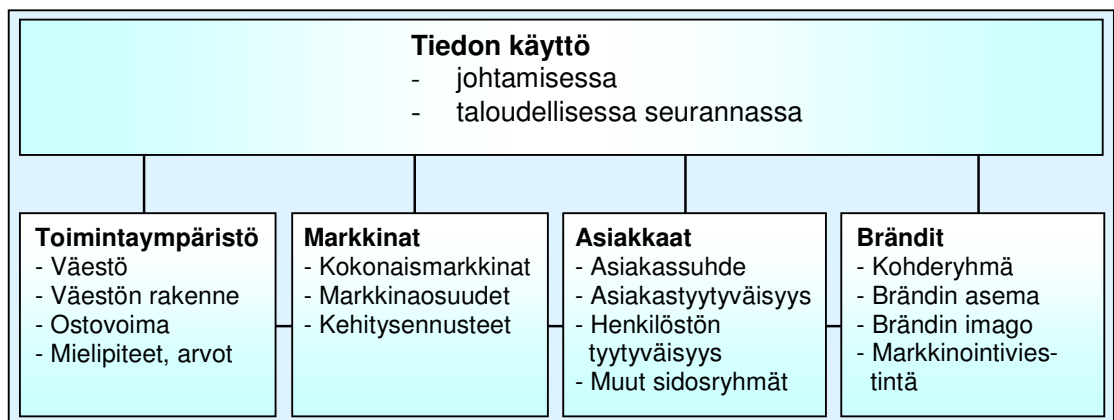 Tiedon käyttö
- johtamisessa
- taloudellisessa seurannassa
Toimintaympäristö
- Väestö
- Väestön rakenne
- Ostovoima
- Mielipiteet, arvot
Markkinat
- Kokonaismarkkinat
- Markkinaosuudet
- Kehitysennusteet
Asiakkaat
- Asiakassuhde
- Asiakastyytyväisyys
- Henkilöstön
tyytyväisyys
- Muut sidosryhmät
Brändit
- Kohderyhmä
- Brändin asema
- Brändin imago
- Markkinointivies-
tintä